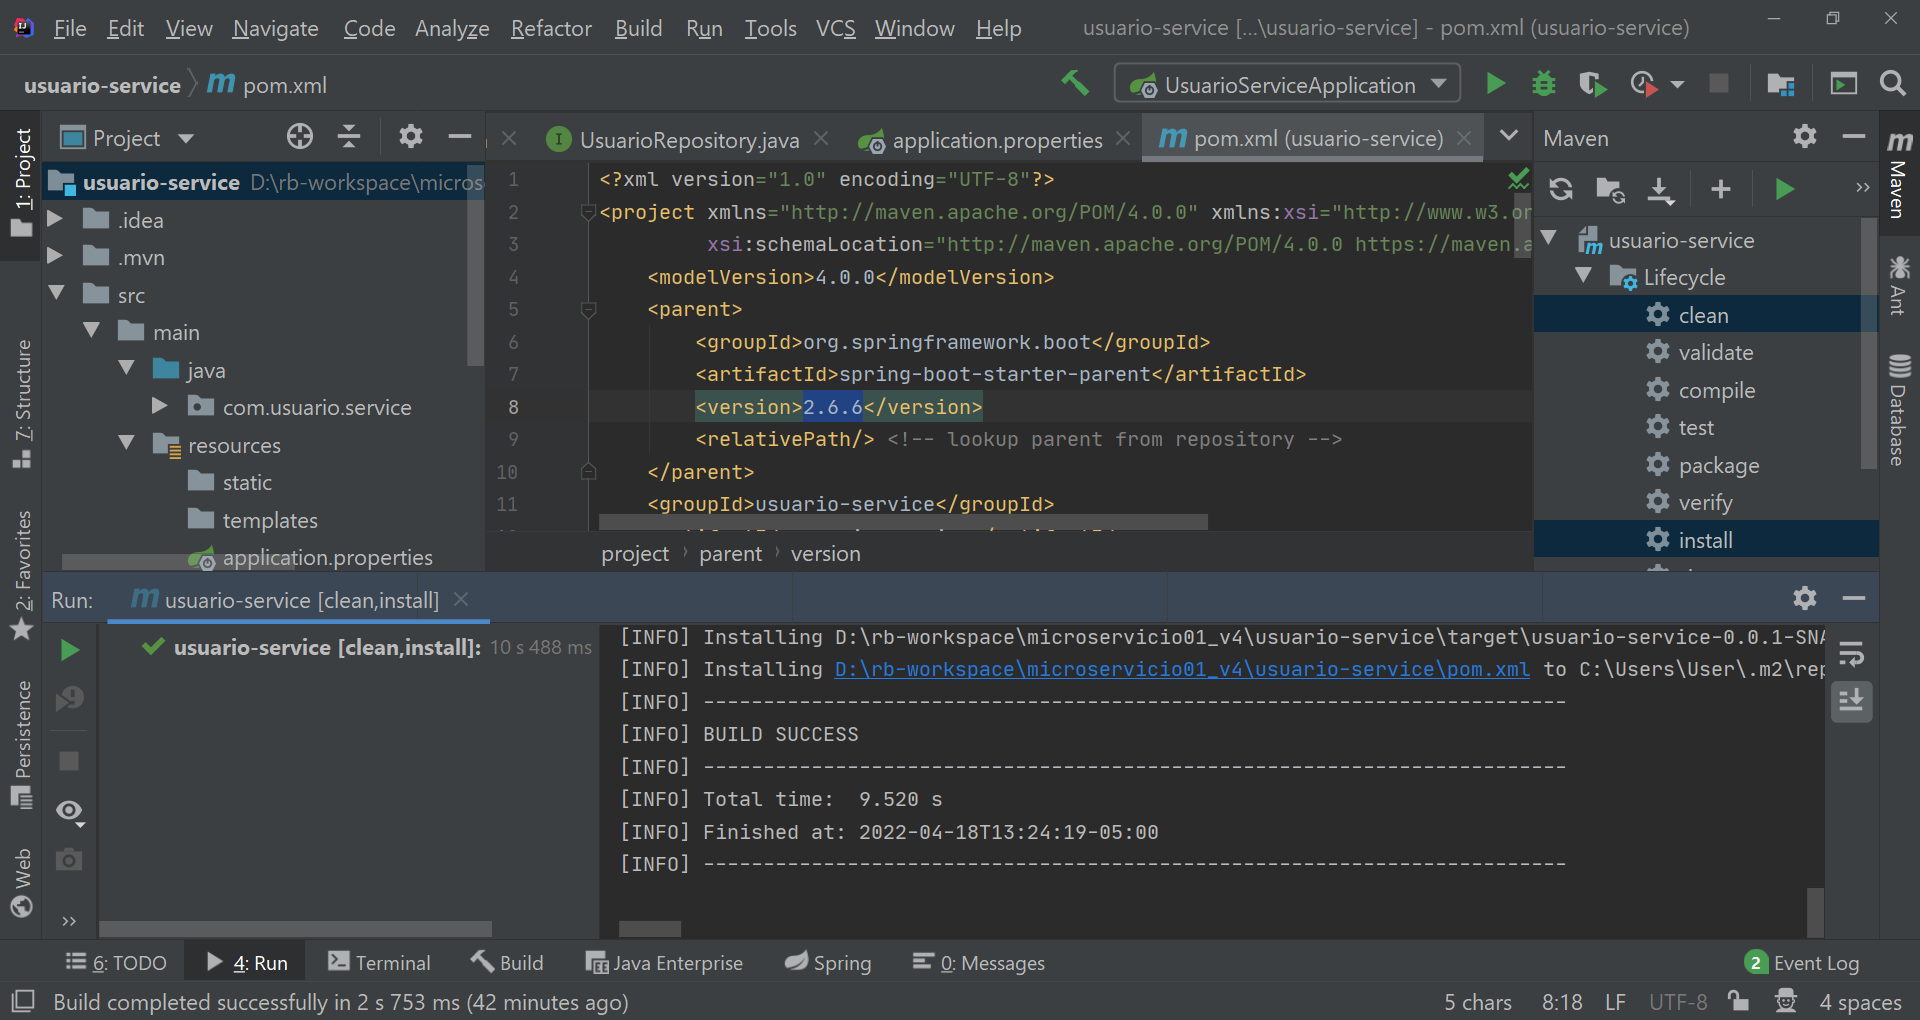 File Edit View Navigate Code Analyze Refactor Build Run Tools VCS Window Help usuario-service [...\usuario-service] - pom.xml (usuario-service)
usuario-service m pom.xml
UsuarioServiceApplication
1: Project
7: Structure
2: Favorites
Persistence
Web
Project
usuario-service D:\rb-workspace\micros
.idea
.mvn
src
main
java
com.usuario.service
resources
static
templates
application.properties
I UsuarioRepository.java
application.properties
m pom.xml (usuario-service)
1 <?xml version="1.0" encoding="UTF-8"?>
2 <project xmlns="http://maven.apache.org/POM/4.0.0" xmlns:xsi="http://www.w3.or
3 xsi:schemaLocation="http://maven.apache.org/POM/4.0.0 https://maven.a
4 <modelVersion>4.0.0</modelVersion>
5 <parent>
6 <groupId>org.springframework.boot</groupId>
7 <artifactId>spring-boot-starter-parent</artifactId>
8 <version>2.6.6</version>
9 <relativePath/> <!-- lookup parent from repository -->
10 </parent>
11 <groupId>usuario-service</groupId>
project parent version
Maven
usuario-service
Lifecycle
clean
validate
compile
test
package
verify
install
m Maven
Ant
Database
Run: m usuario-service [clean,install]
usuario-service [clean,install]: 10 s 488 ms
[INFO] Installing D:\rb-workspace\microservicio01_v4\usuario-service\target\usuario-service-0.0.1-SNA
[INFO] Installing D:\rb-workspace\microservicio01_v4\usuario-service\pom.xml to C:\Users\User\.m2\rep
[INFO] ------------------------------------------------------------------------
[INFO] BUILD SUCCESS
[INFO] ------------------------------------------------------------------------
[INFO] Total time:  9.520 s
[INFO] Finished at: 2022-04-18T13:24:19-05:00
[INFO] ------------------------------------------------------------------------
6: TODO 4: Run Terminal Build Java Enterprise Spring 0: Messages 2 Event Log
Build completed successfully in 2 s 753 ms (42 minutes ago) 5 chars 8:18 LF UTF-8 4 spaces